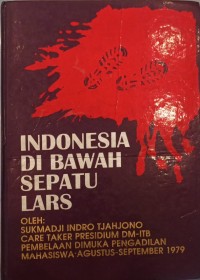 INDONESIA
DI BAWAH
SEPATU
LARS
OLEH:
SUKMADJI INDRO TJAHJONO
CARE TAKER PRESIDIUM DM-ITB
PEMBELAAN DIMUKA PENGADILAN
MAHASISWA·AGUSTUS-SEPTEMBER 1979